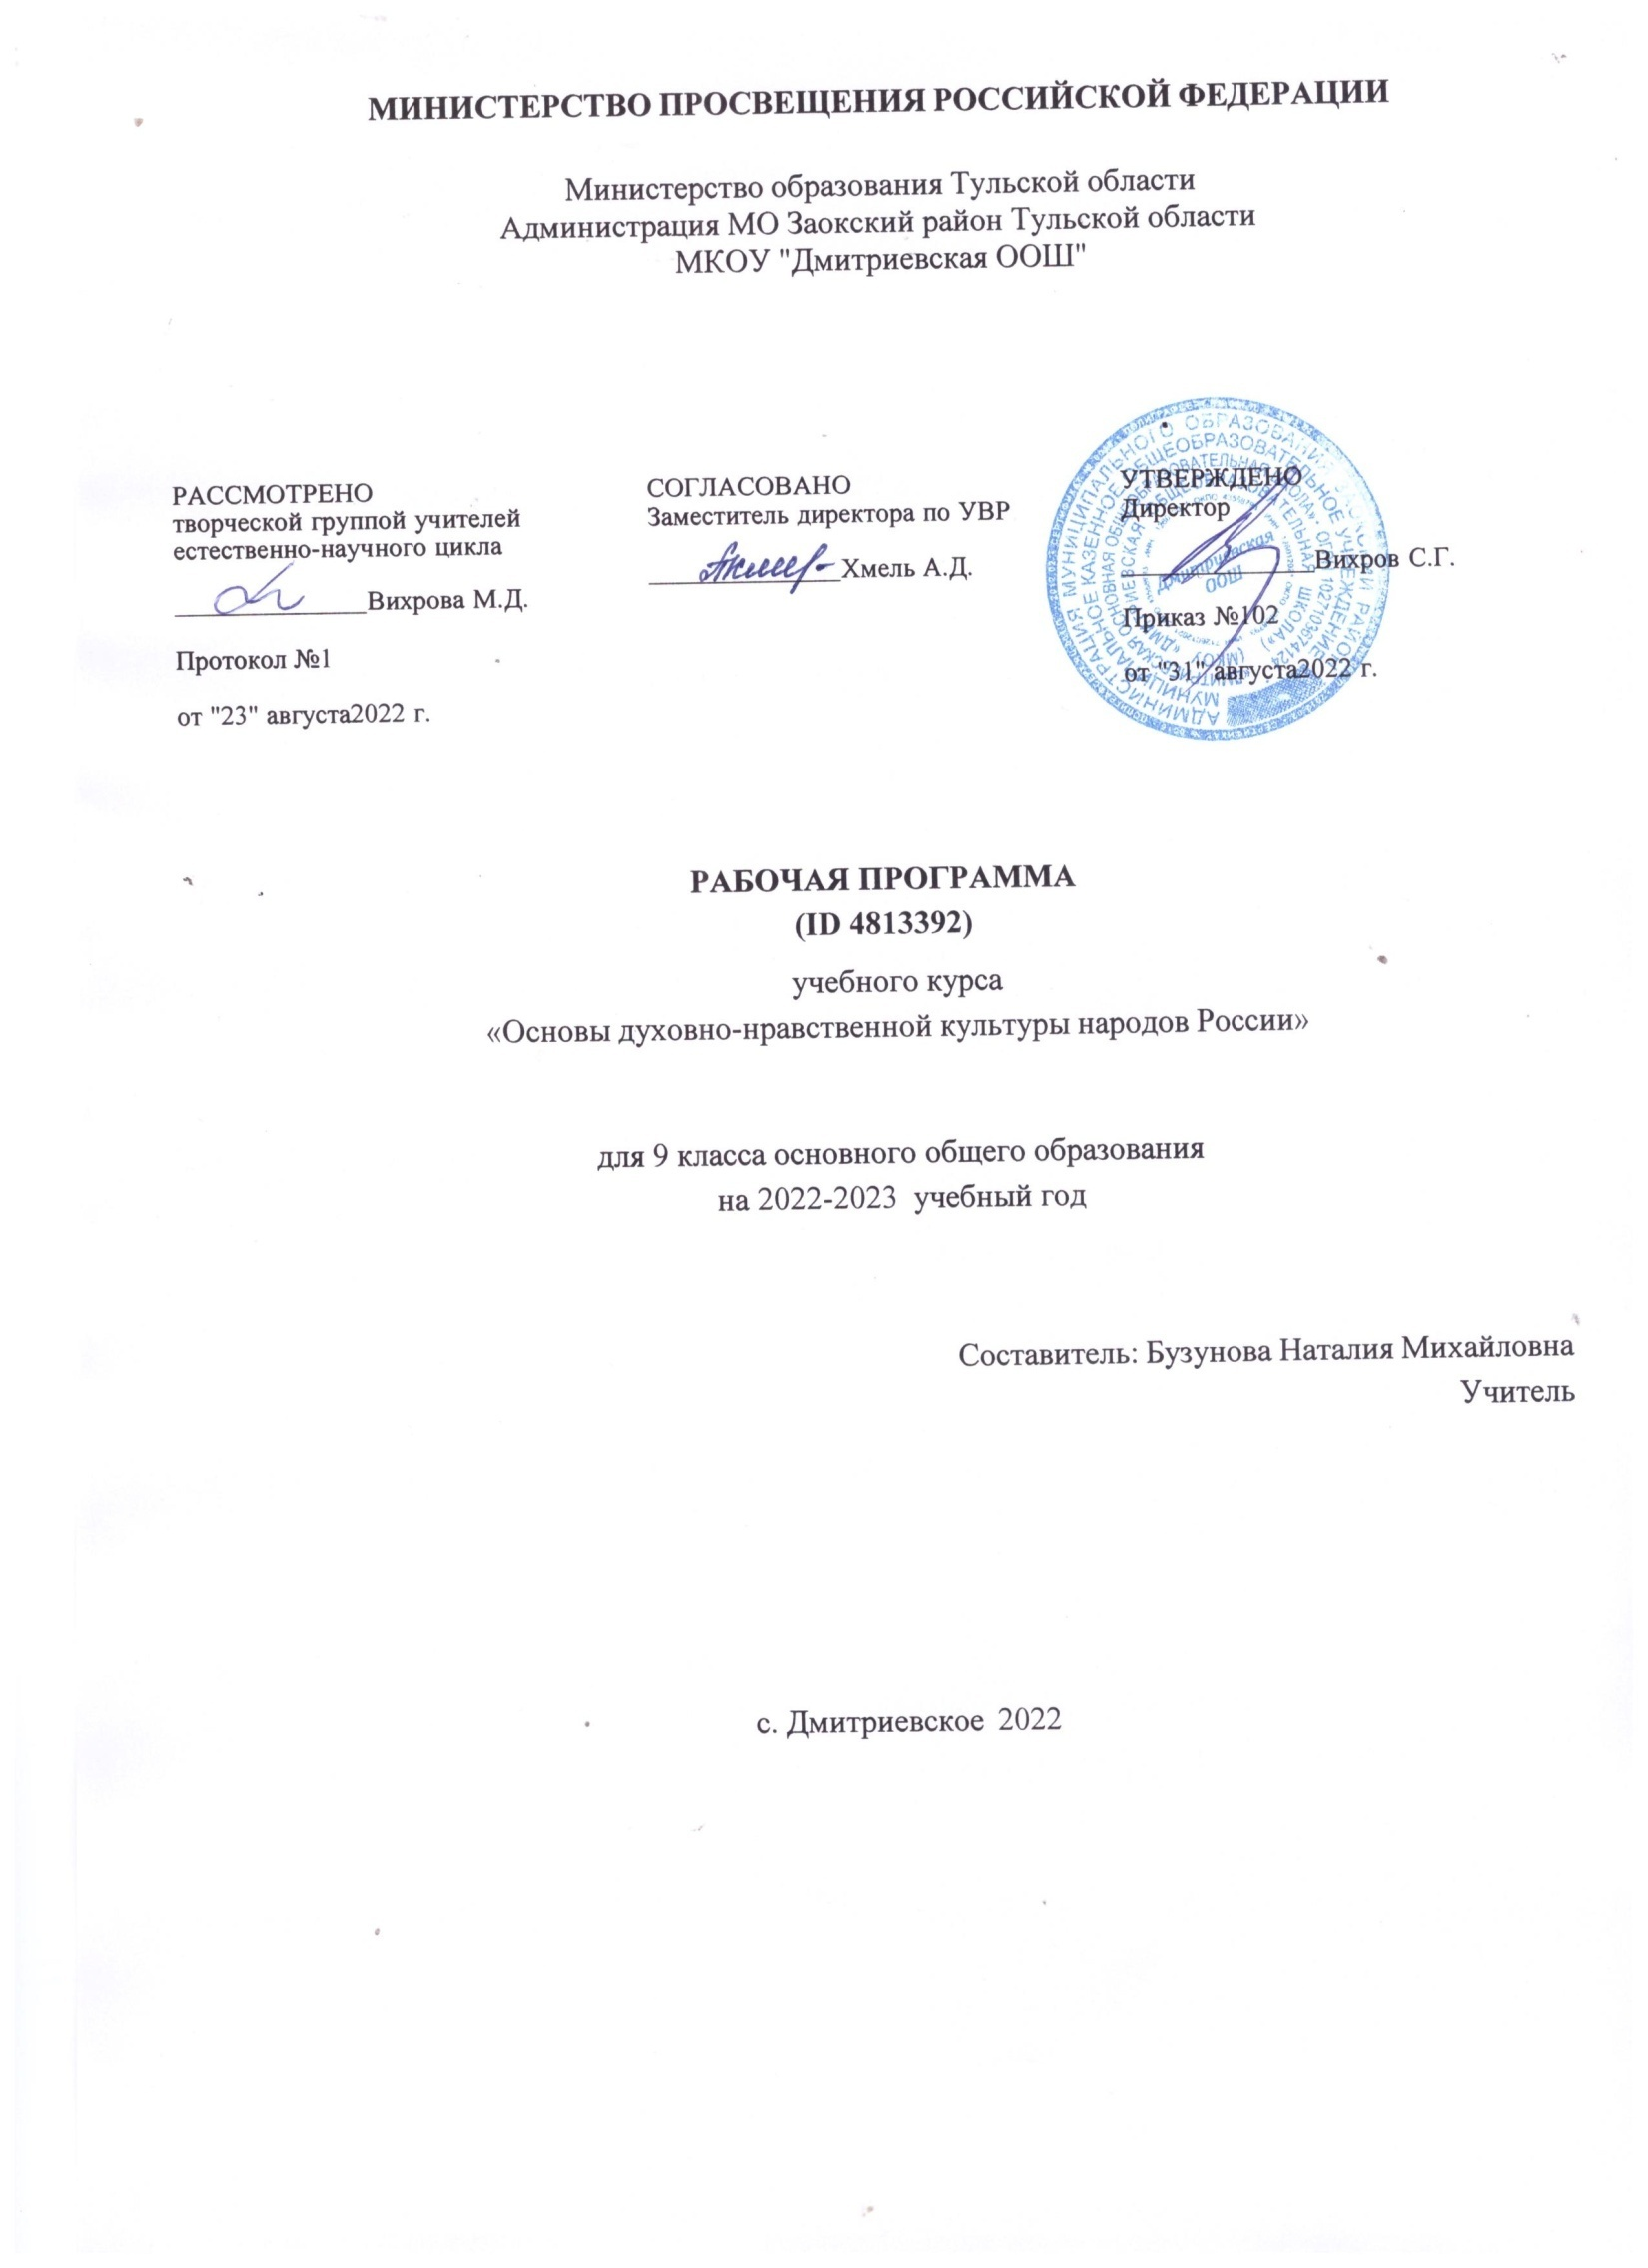 МИНИСТЕРСТВО ПРОСВЕЩЕНИЯ РОССИЙСКОЙ ФЕДЕРАЦИИ
Министерство образования Тульской области
Администрация МО Заокский район Тульской области
МКОУ "Дмитриевская ООШ"
РАССМОТРЕНО
творческой группой учителей
естественно-научного цикла
Вихрова М.Д.
Протокол №1
от "23" августа2022 г.
СОГЛАСОВАНО
Заместитель директора по УВР
Хмель А.Д.
УТВЕРЖДЕНО
Директор
Вихров С.Г.
Приказ №102
от "31" августа2022 г.
Дмитриевская
ООШ
РАБОЧАЯ ПРОГРАММА
(ID 4813392)
учебного курса
«Основы духовно-нравственной культуры народов России»
для 9 класса основного общего образования
на 2022-2023 учебный год
Составитель: Бузунова Наталия Михайловна
Учитель
с. Дмитриевское 2022